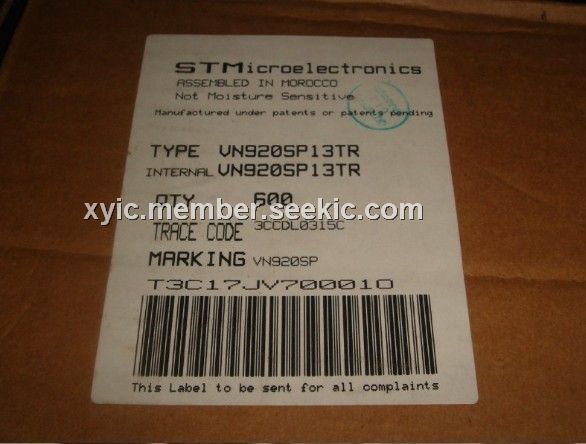 STMicroelectronics
ASSEMBLED IN MOROCCO
Not Moisture Sensitive
Manufactured under patents or patents pending
TYPE VN920SP13TR
INTERNAL VN920SP13TR
QTY 600
xyic.member.seekic.com
TRACE CODE 3CCDL0315C
MARKING VN920SP
T3C17JV700010
This Label to be sent for all complaints